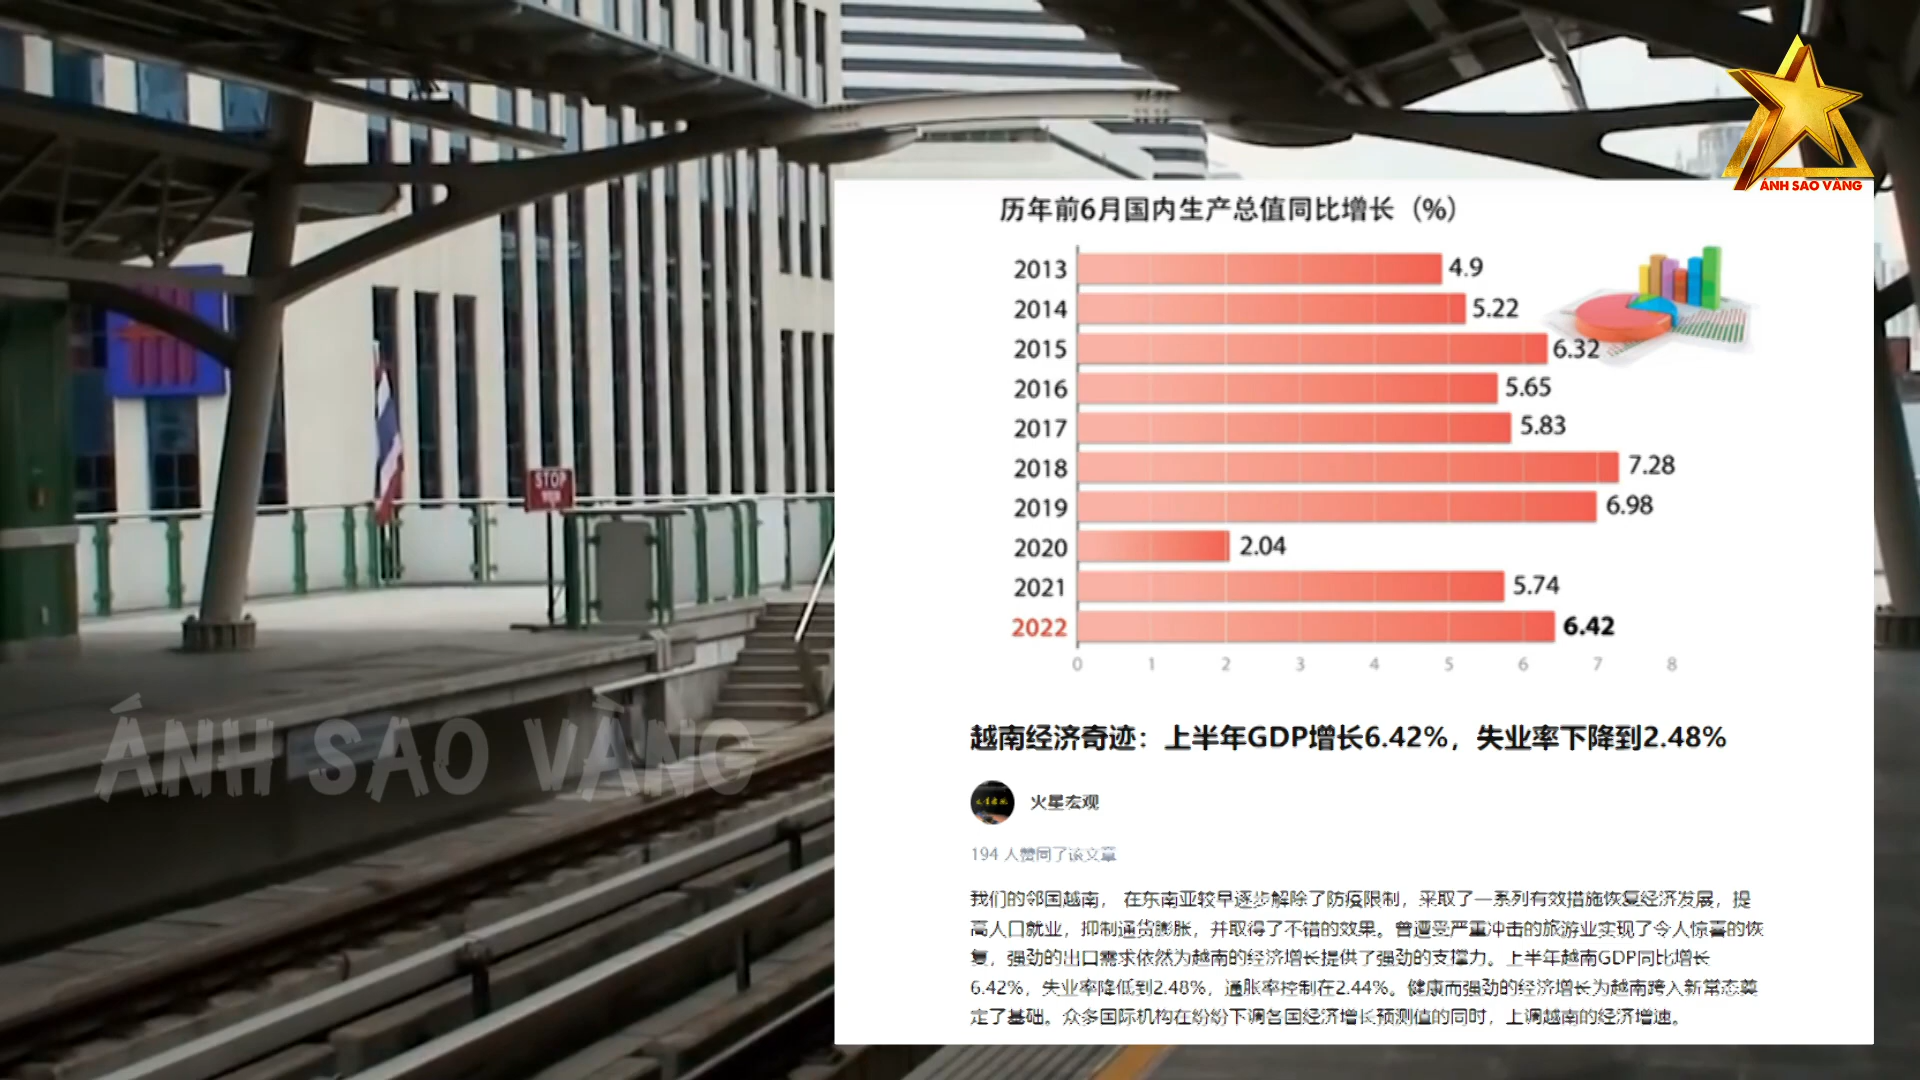 ÁNH SAO VÀNG
历年前6月国内生产总值同比增长（%）
2013 4.9
2014 5.22
2015 6.32
2016 5.65
2017 5.83
2018 7.28
2019 6.98
2020 2.04
2021 5.74
2022 6.42
0 1 2 3 4 5 6 7 8
STOP
ÁNH SAO VÀNG
越南经济奇迹：上半年GDP增长6.42%，失业率下降到2.48%
火星宏观
194 人赞同了该文章
我们的邻国越南， 在东南亚较早逐步解除了防疫限制，采取了一系列有效措施恢复经济发展，提
高人口就业，抑制通货膨胀，并取得了不错的效果。曾遭受严重冲击的旅游业实现了令人惊喜的恢
复，强劲的出口需求依然为越南的经济增长提供了强劲的支撑力。上半年越南GDP同比增长
6.42%，失业率降低到2.48%，通胀率控制在2.44%。健康而强劲的经济增长为越南跨入新常态奠
定了基础。众多国际机构在纷纷下调各国经济增长预测值的同时，上调越南的经济增速。